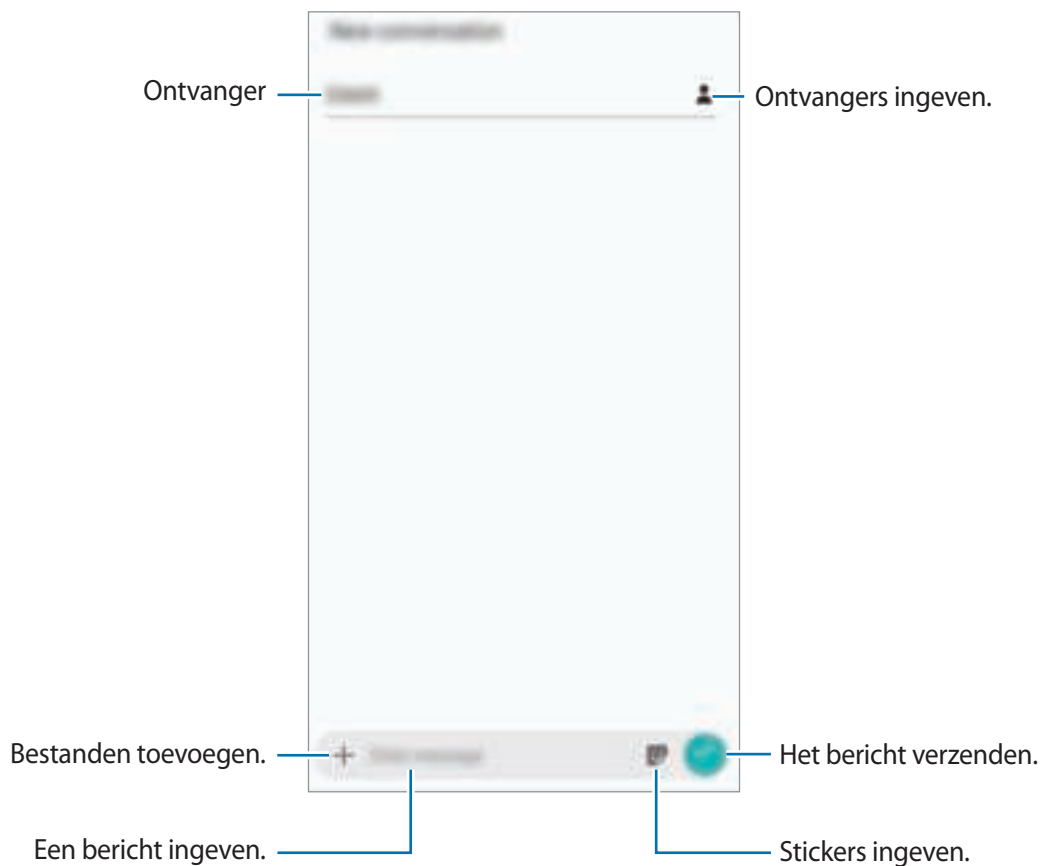 Ontvanger
Ontvangers ingeven.
Bestanden toevoegen.
Het bericht verzenden.
Een bericht ingeven.
Stickers ingeven.